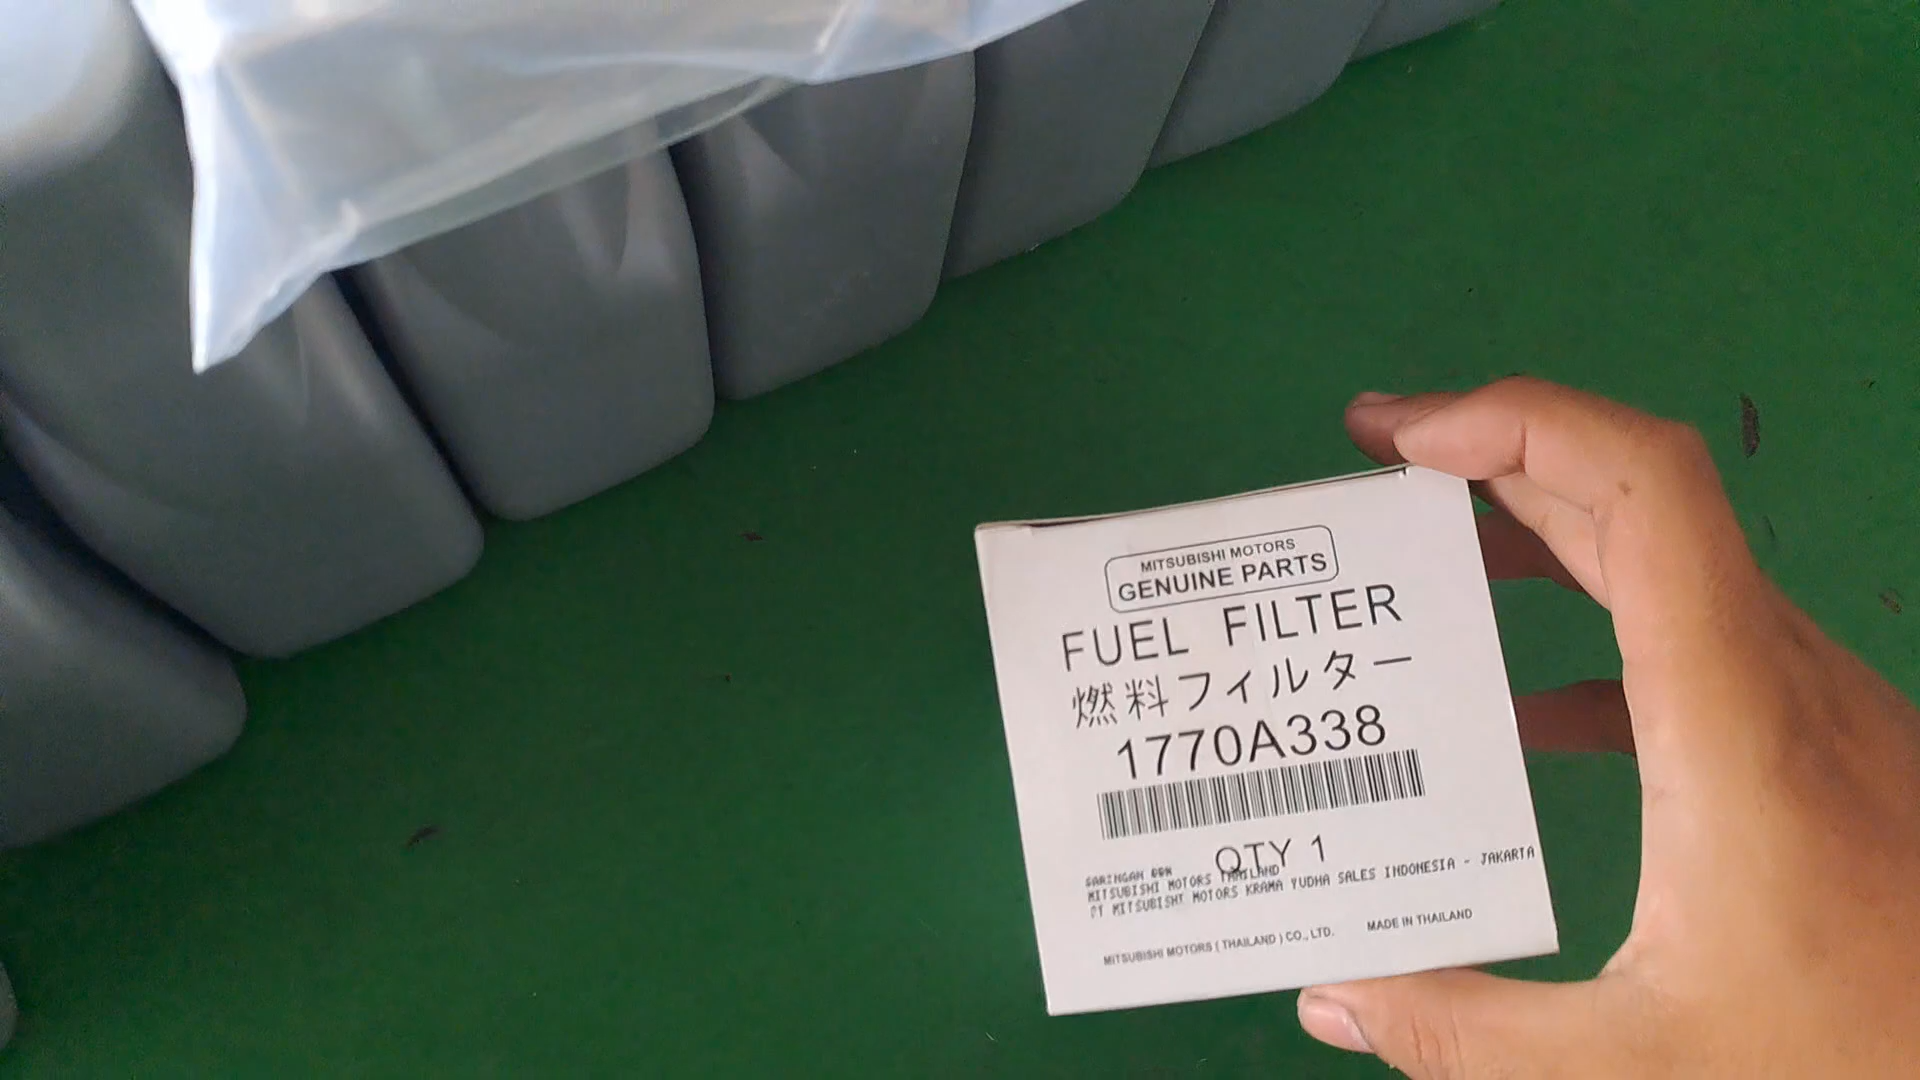 MITSUBISHI MOTORS
GENUINE PARTS
FUEL FILTER
燃料フィルター
1770A338
QTY 1
SARINGAN BBM
MITSUBISHI MOTORS THAILAND
PT MITSUBISHI MOTORS KRAMA YUDHA SALES INDONESIA - JAKARTA
MITSUBISHI MOTORS ( THAILAND ) CO., LTD. MADE IN THAILAND